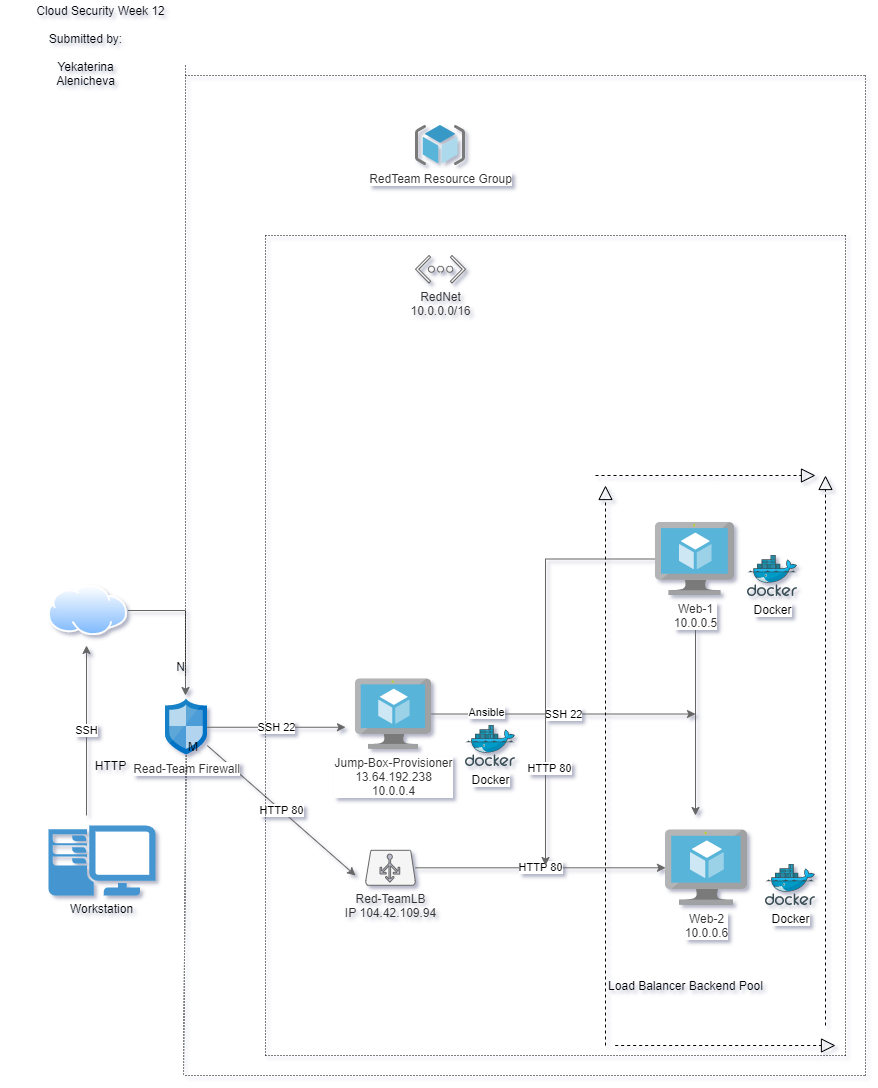 Cloud Security Week 12
Submitted by:
Yekaterina
Alenicheva
RedTeam Resource Group
RedNet
10.0.0.0/16
docker
Web-1
10.0.0.5
Docker
N
SSH
HTTP
M
Read-Team Firewall
SSH 22
Ansible
SSH 22
Jump-Box-Provisioner
13.64.192.238
10.0.0.4
docker
Docker
HTTP 80
HTTP 80
HTTP 80
Red-TeamLB
IP 104.42.109.94
Workstation
docker
Web-2
10.0.0.6
Docker
Load Balancer Backend Pool